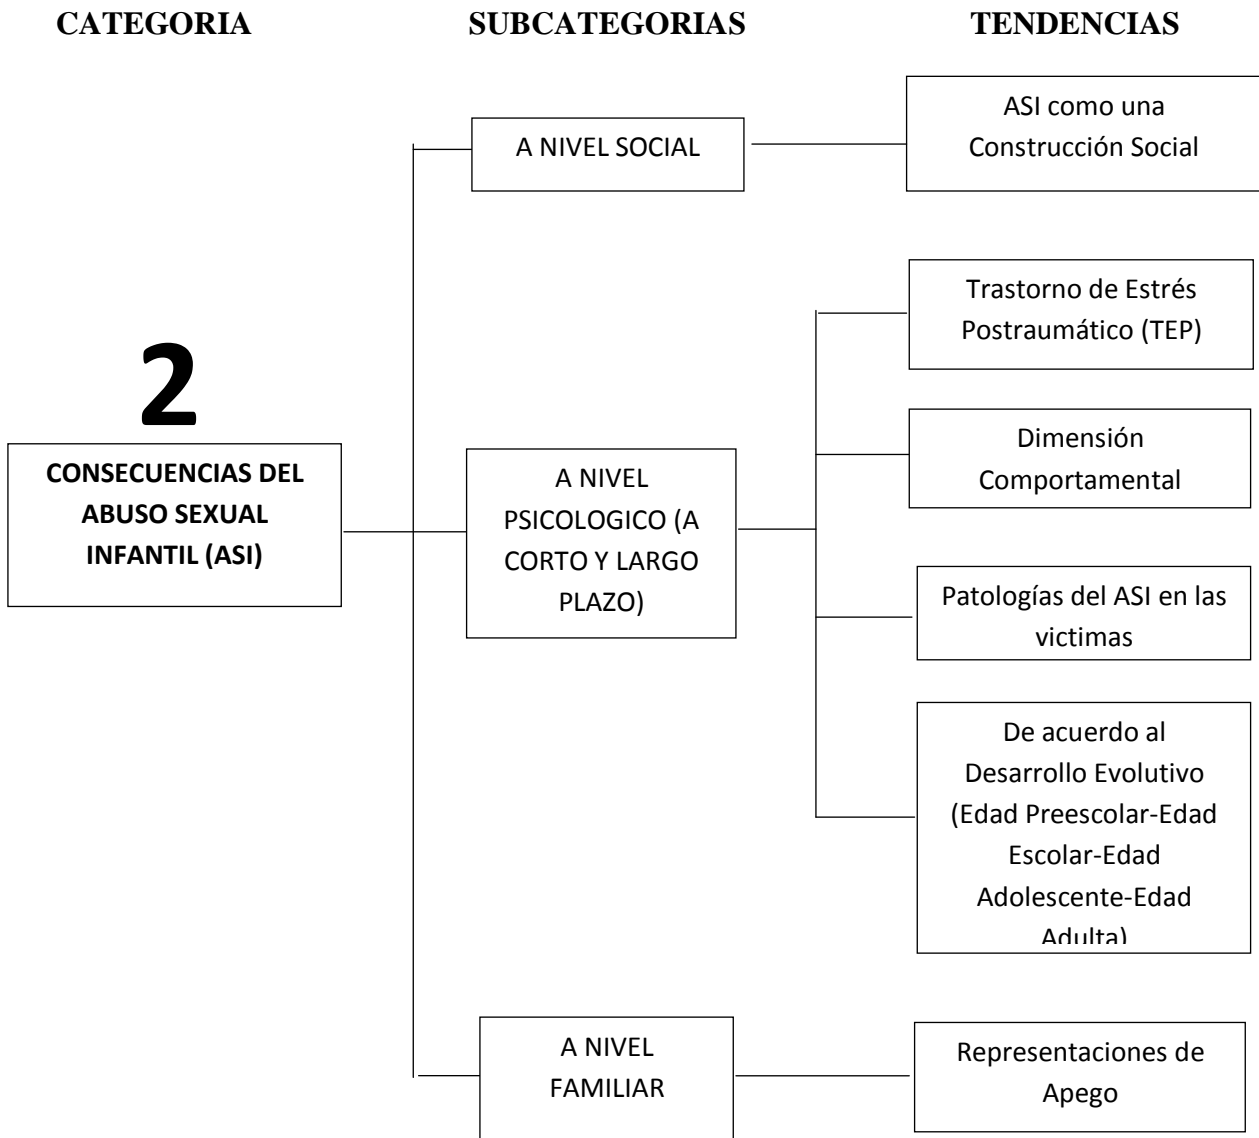 CATEGORIA
SUBCATEGORIAS
TENDENCIAS
2
CONSECUENCIAS DEL
ABUSO SEXUAL
INFANTIL (ASI)
A NIVEL SOCIAL
ASI como una
Construcción Social
A NIVEL
PSICOLOGICO (A
CORTO Y LARGO
PLAZO)
Trastorno de Estrés
Postraumático (TEP)
Dimensión
Comportamental
Patologías del ASI en las
victimas
De acuerdo al
Desarrollo Evolutivo
(Edad Preescolar-Edad
Escolar-Edad
Adolescente-Edad
Adulta)
A NIVEL
FAMILIAR
Representaciones de
Apego